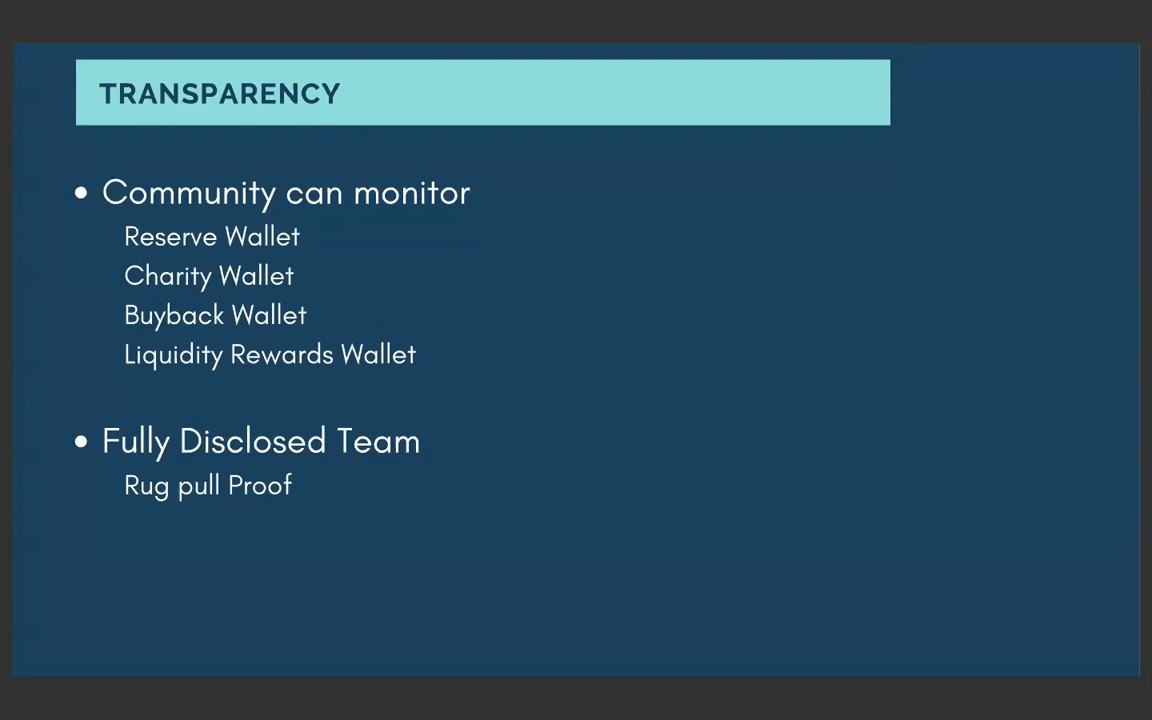 TRANSPARENCY
• Community can monitor
Reserve Wallet
Charity Wallet
Buyback Wallet
Liquidity Rewards Wallet
• Fully Disclosed Team
Rug pull Proof